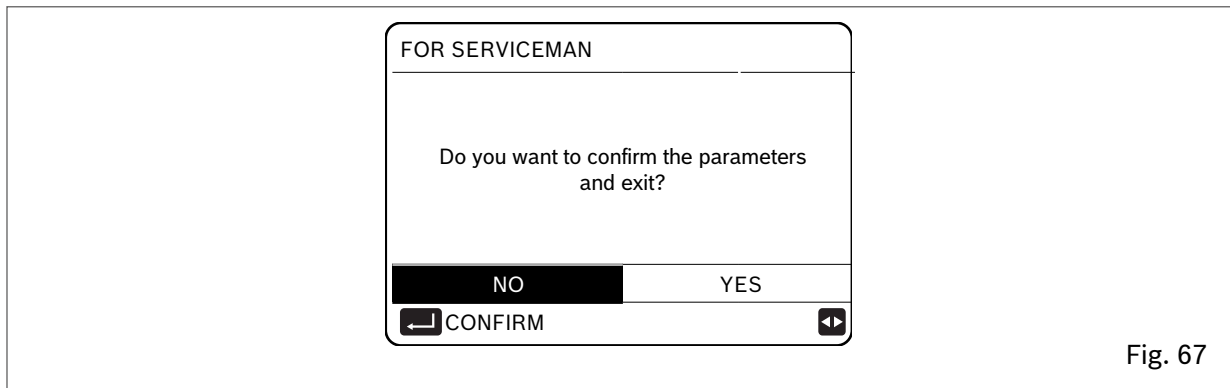 FOR SERVICEMAN
Do you want to confirm the parameters
and exit?
NO YES
CONFIRM
Fig. 67